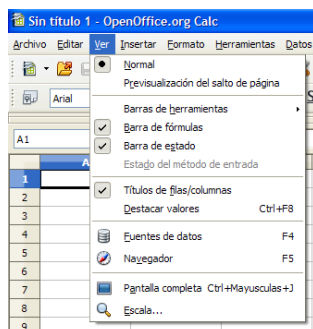 Sin título 1 - OpenOffice.org Calc
Archivo Editar Ver Insertar Formato Herramientas Datos
Normal
Previsualización del salto de página
Arial
Barras de herramientas
Barra de fórmulas
A1
Barra de estado
Estado del método de entrada
A
1
Títulos de filas/columnas
2
Destacar valores Ctrl+F8
3
4
Fuentes de datos F4
5
Navegador F5
6
7
Pantalla completa Ctrl+Mayusculas+J
8
Escala...
9